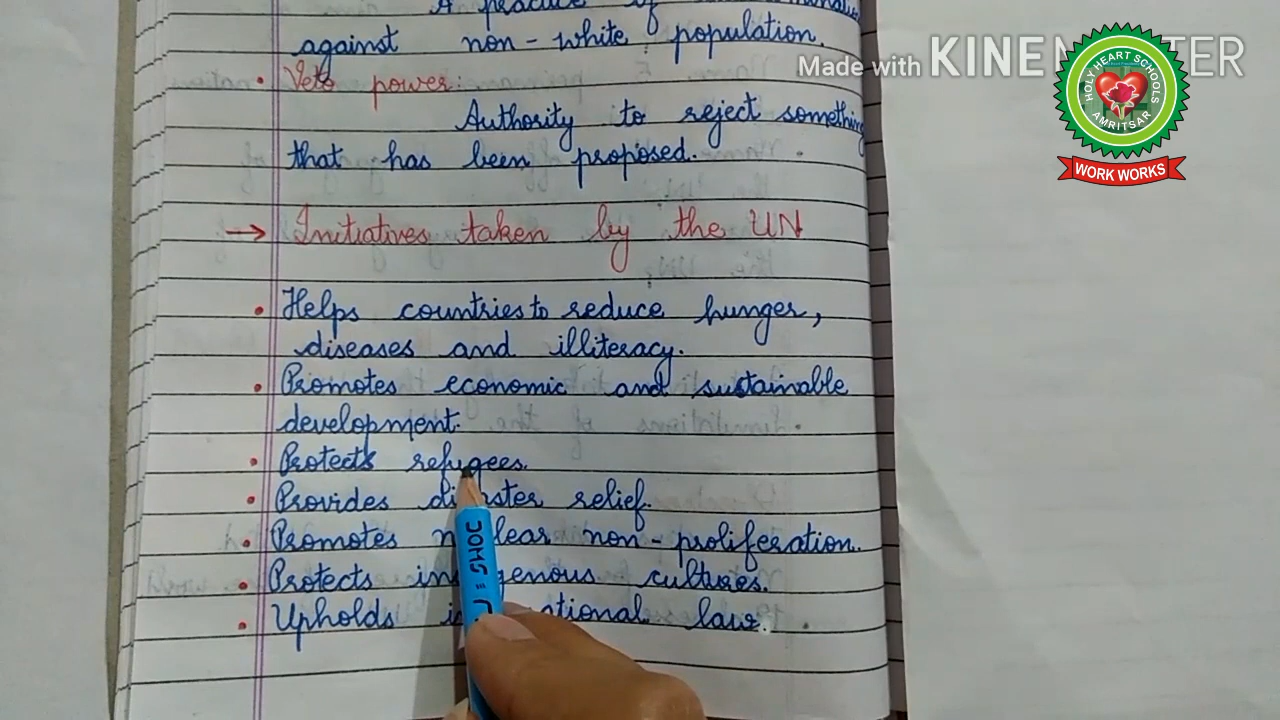 A
against non-white population.
• Veto power:
Authority to reject something
that has been proposed.
→ Initiatives taken by the UN
• Helps countries to reduce hunger,
diseases and illiteracy.
• Promotes economic and sustainable
development.
• Protects refugees.
• Provides relief.
• Promotes non-proliferation.
• Protects cultures.
• Upholds law.
DOMS
Made with KINEMASTER
HOLY HEART SCHOOLS
AMRITSAR
WORK WORKS